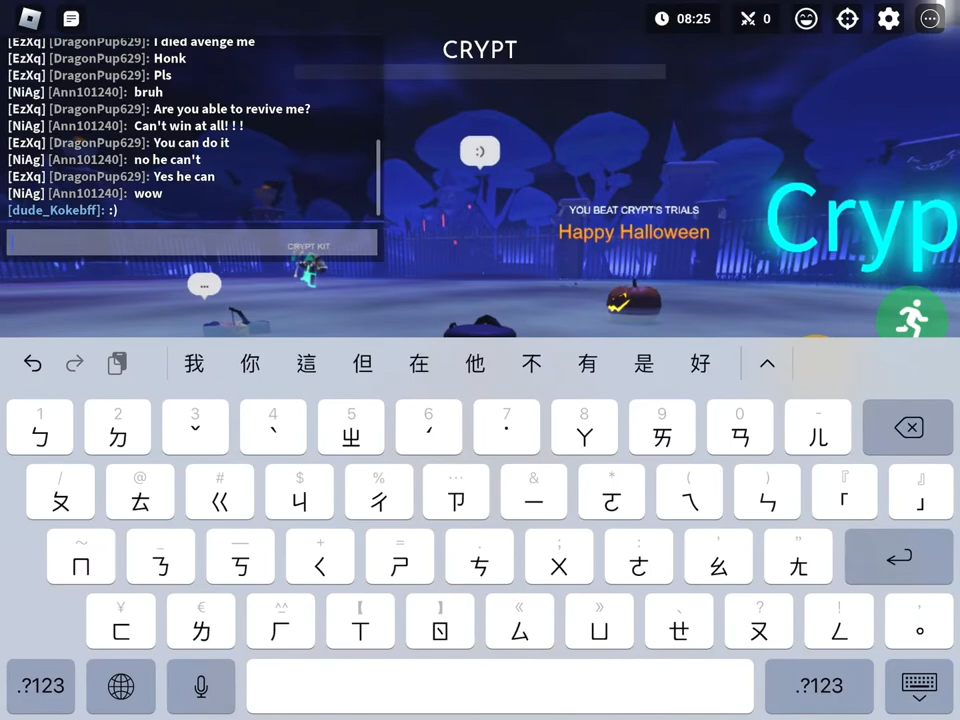 08:25
0
[EzXq] [DragonPup629]: I died avenge me
[EzXq] [DragonPup629]: Honk
[EzXq] [DragonPup629]: Pls
[NiAg] [Ann101240]: bruh
[EzXq] [DragonPup629]: Are you able to revive me?
[NiAg] [Ann101240]: Can't win at all! ! !
[EzXq] [DragonPup629]: You can do it
[NiAg] [Ann101240]: no he can't
[EzXq] [DragonPup629]: Yes he can
[NiAg] [Ann101240]: wow
[dude_Kokebff]: :)
CRYPT
:)
YOU BEAT CRYPT'S TRIALS
Happy Halloween
Cryp
CRYPT KIT
...
我 你 這 但 在 他 不 有 是 好
1 2 3 4 5 6 7 8 9 0 -
ㄅ ㄉ ˇ ˋ ㄓ ˊ ˙ ㄚ ㄞ ㄢ ㄦ
/ @ # $ % … & * ( ) 『 』
ㄆ ㄊ ㄍ ㄐ ㄔ ㄗ ㄧ ㄛ ㄟ ㄣ 「 」
~ _ — + = . ; : ’ ”
ㄇ ㄋ ㄎ ㄑ ㄕ ㄘ ㄨ ㄜ ㄠ ㄤ
¥ € ^^ 【 】 « » 、 ? ! ，
ㄈ ㄌ ㄏ ㄒ ㄖ ㄙ ㄩ ㄝ ㄡ ㄥ 。
.?123 .?123